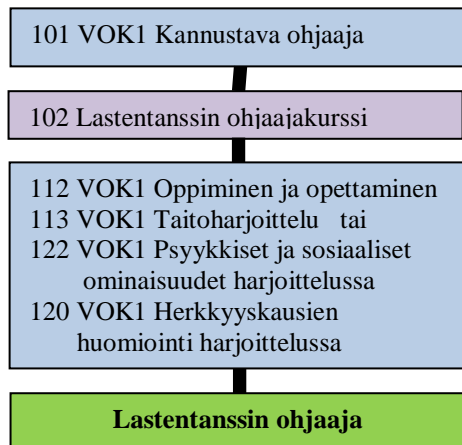 101 VOK1 Kannustava ohjaaja
102 Lastentanssin ohjaajakurssi
112 VOK1 Oppiminen ja opettaminen
113 VOK1 Taitoharjoittelu tai
122 VOK1 Psyykkiset ja sosiaaliset
ominaisuudet harjoittelussa
120 VOK1 Herkkyyskausien
huomiointi harjoittelussa
Lastentanssin ohjaaja